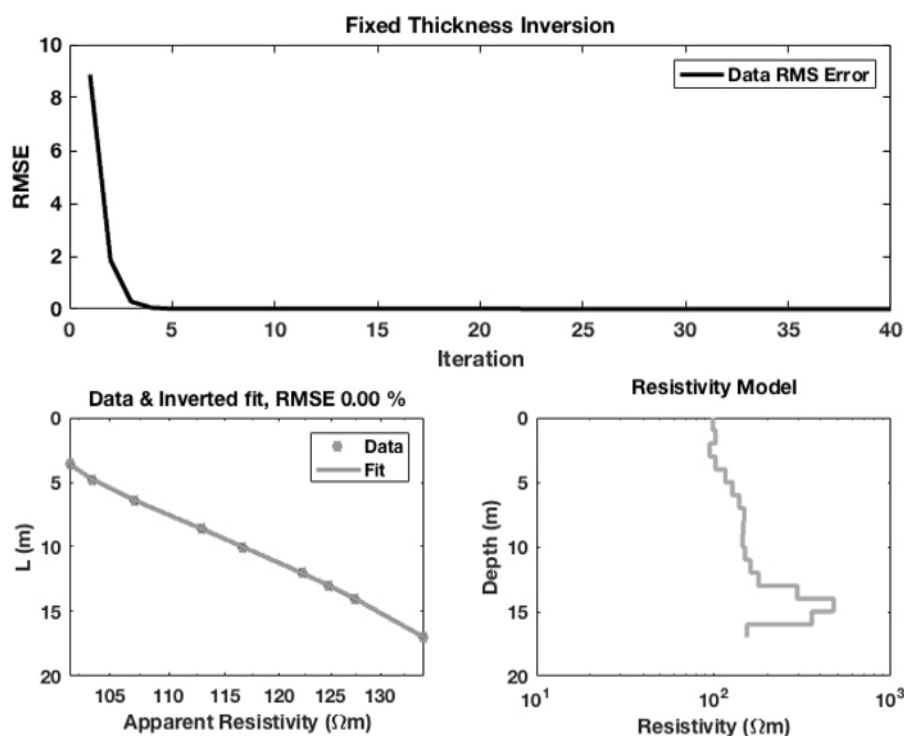 Fixed Thickness Inversion
10
8
6
4
2
0
RMSE
Data RMS Error
0 5 10 15 20 25 30 35 40
Iteration
Data & Inverted fit, RMSE 0.00 %
0
5
10
15
20
L (m)
Data
Fit
105 110 115 120 125 130
Apparent Resistivity (Ωm)
Resistivity Model
0
5
10
15
20
Depth (m)
10¹ 10² 10³
Resistivity (Ωm)